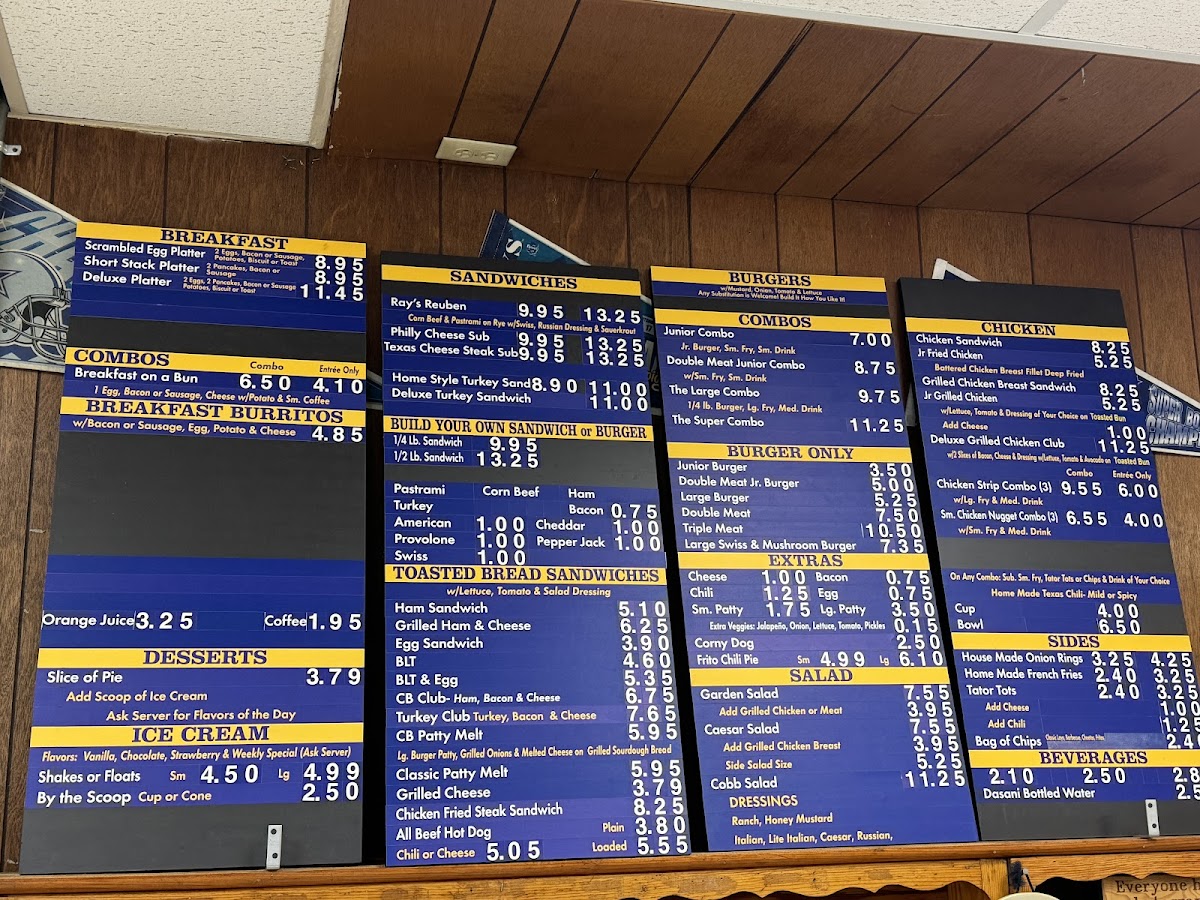 BREAKFAST
Scrambled Egg Platter 2 Eggs, Bacon or Sausage, Potatoes, Biscuit or Toast 8.95
Short Stack Platter 2 Pancakes, Bacon or Sausage 8.95
Deluxe Platter 2 Eggs, 2 Pancakes, Bacon or Sausage Potatoes, Biscuit or Toast 11.45
COMBOS Combo Entrée Only
Breakfast on a Bun 6.50 4.10
1 Egg, Bacon or Sausage, Cheese w/Potato & Sm. Coffee
BREAKFAST BURRITOS
w/Bacon or Sausage, Egg, Potato & Cheese 4.85
Orange Juice 3.25 Coffee 1.95
DESSERTS
Slice of Pie 3.79
Add Scoop of Ice Cream
Ask Server for Flavors of the Day
ICE CREAM
Flavors: Vanilla, Chocolate, Strawberry & Weekly Special (Ask Server)
Shakes or Floats Sm 4.50 Lg 4.99
By the Scoop Cup or Cone 2.50
SANDWICHES
Ray's Reuben 9.95 13.25
Corn Beef & Pastrami on Rye w/Swiss, Russian Dressing & Sauerkraut
Philly Cheese Sub 9.95 13.25
Texas Cheese Steak Sub 9.95 13.25
Home Style Turkey Sand 8.90 11.00
Deluxe Turkey Sandwich 11.00
BUILD YOUR OWN SANDWICH or BURGER
1/4 Lb. Sandwich 9.95
1/2 Lb. Sandwich 13.25
Pastrami Corn Beef Ham
Turkey Bacon 0.75
American 1.00 Cheddar 1.00
Provalone 1.00 Pepper Jack 1.00
Swiss 1.00
TOASTED BREAD SANDWICHES
w/Lettuce, Tomato & Salad Dressing
Ham Sandwich 5.10
Grilled Ham & Cheese 6.25
Egg Sandwich 3.90
BLT 4.60
BLT & Egg 5.35
CB Club- Ham, Bacon & Cheese 6.75
Turkey Club Turkey, Bacon & Cheese 7.65
CB Patty Melt 5.95
Lg. Burger Patty, Grilled Onions & Melted Cheese on Grilled Sourdough Bread
Classic Patty Melt 5.95
Grilled Cheese 3.79
Chicken Fried Steak Sandwich 8.25
All Beef Hot Dog Plain 3.80
Chili or Cheese 5.05 Loaded 5.55
BURGERS
w/Mustard, Onion, Tomato & Lettuce
Any Substitution is Welcome! Build It How You Like It!
COMBOS
Junior Combo 7.00
Jr. Burger, Sm. Fry, Sm. Drink
Double Meat Junior Combo 8.75
w/Sm. Fry, Sm. Drink
The Large Combo 9.75
1/4 lb. Burger, Lg. Fry, Med. Drink
The Super Combo 11.25
BURGER ONLY
Junior Burger 3.50
Double Meat Jr. Burger 5.00
Large Burger 5.25
Double Meat 7.50
Triple Meat 10.50
Large Swiss & Mushroom Burger 7.35
EXTRAS
Cheese 1.00 Bacon 0.75
Chili 1.25 Egg 0.75
Sm. Patty 1.75 Lg. Patty 3.50
Extra Veggies: Jalapeño, Onion, Lettuce, Tomato, Pickles 0.15
Corny Dog 2.50
Frito Chili Pie Sm 4.99 Lg 6.10
SALAD
Garden Salad 7.55
Add Grilled Chicken or Meat 3.95
Caesar Salad 7.55
Add Grilled Chicken Breast 3.95
Side Salad Size 5.25
Cobb Salad 11.25
DRESSINGS
Ranch, Honey Mustard
Italian, Lite Italian, Caesar, Russian,
CHICKEN
Chicken Sandwich 8.25
Jr Fried Chicken 5.25
Battered Chicken Breast Fillet Deep Fried
Grilled Chicken Breast Sandwich 8.25
Jr Grilled Chicken 5.25
w/Lettuce, Tomato & Dressing of Your Choice on Toasted Bun
Add Cheese 1.00
Deluxe Grilled Chicken Club 11.25
w/2 Slices of Bacon, Cheese & Dressing w/Lettuce, Tomato & Avocado on Toasted Bun
Combo Entrée Only
Chicken Strip Combo (3) 9.55 6.00
w/Lg. Fry & Med. Drink
Sm. Chicken Nugget Combo (3) 6.55 4.00
w/Sm. Fry & Med. Drink
On Any Combo: Sub. Sm. Fry, Tator Tots or Chips & Drink of Your Choice
Home Made Texas Chili- Mild or Spicy
Cup 4.00
Bowl 6.50
SIDES
House Made Onion Rings 3.25 4.25
Home Made French Fries 2.40 3.25
Tator Tots 2.40 3.25
Add Cheese 1.00
Add Chili 1.25
Bag of Chips 2.4
BEVERAGES
2.10 2.50 2.8
Dasani Bottled Water 2.5
SUPER
CHAMP
Everyone